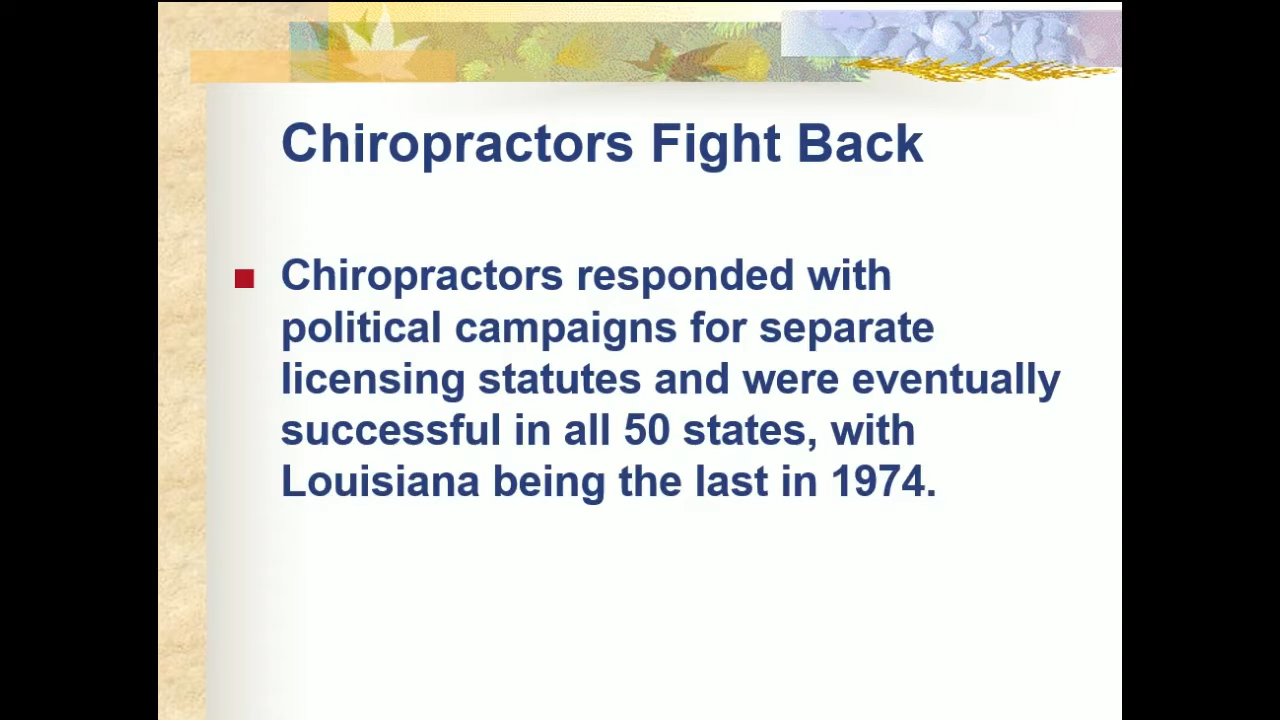 Chiropractors Fight Back
Chiropractors responded with
political campaigns for separate
licensing statutes and were eventually
successful in all 50 states, with
Louisiana being the last in 1974.